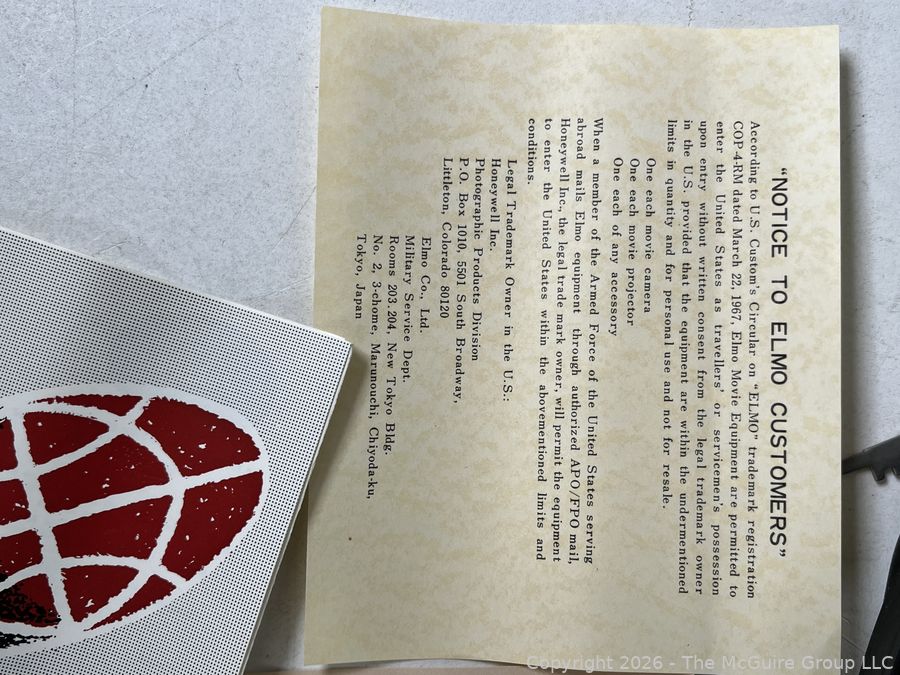 “NOTICE TO ELMO CUSTOMERS”
According to U.S. Custom's Circular on “ELMO” trademark registration
COP-4-RM dated March 22, 1967, Elmo Movie Equipment are permitted to
enter the United States as travellers' or servicemen's possession
upon entry without written consent from the legal trademark owner
in the U.S. provided that the equipment are within the undermentioned
limits in quantity and for personal use and not for resale.
One each movie camera
One each movie projector
One each of any accessory
When a member of the Armed Force of the United States serving
abroad mails Elmo equipment through authorized APO/FPO mail,
Honeywell Inc., the legal trade mark owner, will permit the equipment
to enter the United States within the abovementioned limits and
conditions.
Legal Trademark Owner in the U.S.:
Honeywell Inc.
Photographic Products Division
P.O. Box 1010, 5501 South Broadway,
Littleton, Colorado 80120
Elmo Co., Ltd.
Military Service Dept.
Rooms 203.204, New Tokyo Bldg.
No. 2, 3-chome, Marunouchi, Chiyoda-ku,
Tokyo, Japan
Copyright 2026 - The McGuire Group LLC